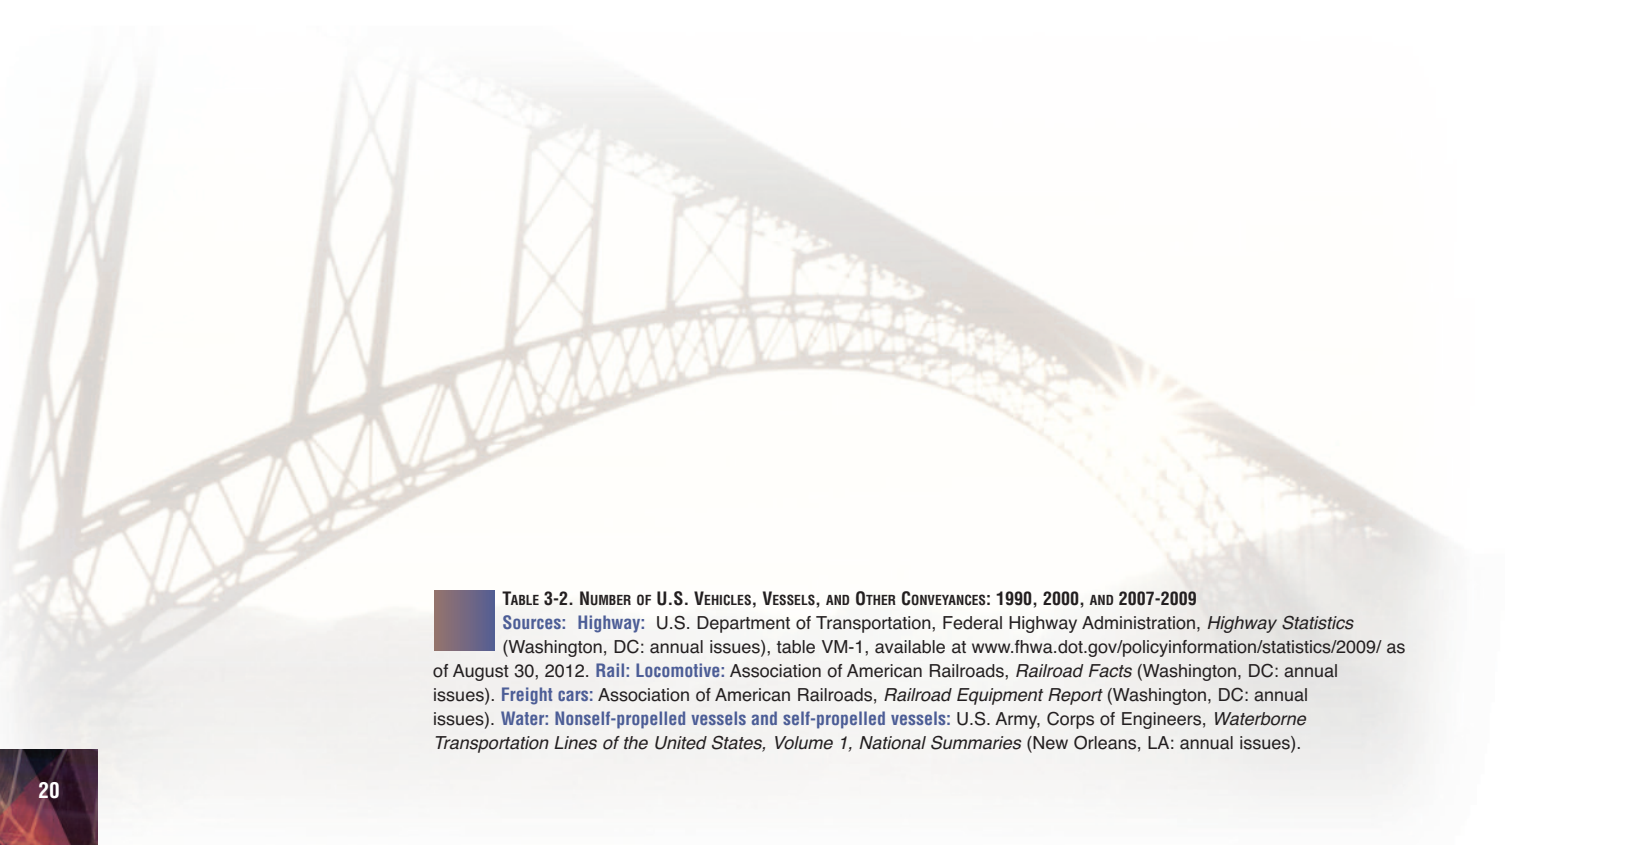 TABLE 3-2. NUMBER OF U.S. VEHICLES, VESSELS, AND OTHER CONVEYANCES: 1990, 2000, AND 2007-2009
Sources: Highway: U.S. Department of Transportation, Federal Highway Administration, Highway Statistics
(Washington, DC: annual issues), table VM-1, available at www.fhwa.dot.gov/policyinformation/statistics/2009/ as
of August 30, 2012. Rail: Locomotive: Association of American Railroads, Railroad Facts (Washington, DC: annual
issues). Freight cars: Association of American Railroads, Railroad Equipment Report (Washington, DC: annual
issues). Water: Nonself-propelled vessels and self-propelled vessels: U.S. Army, Corps of Engineers, Waterborne
Transportation Lines of the United States, Volume 1, National Summaries (New Orleans, LA: annual issues).
20